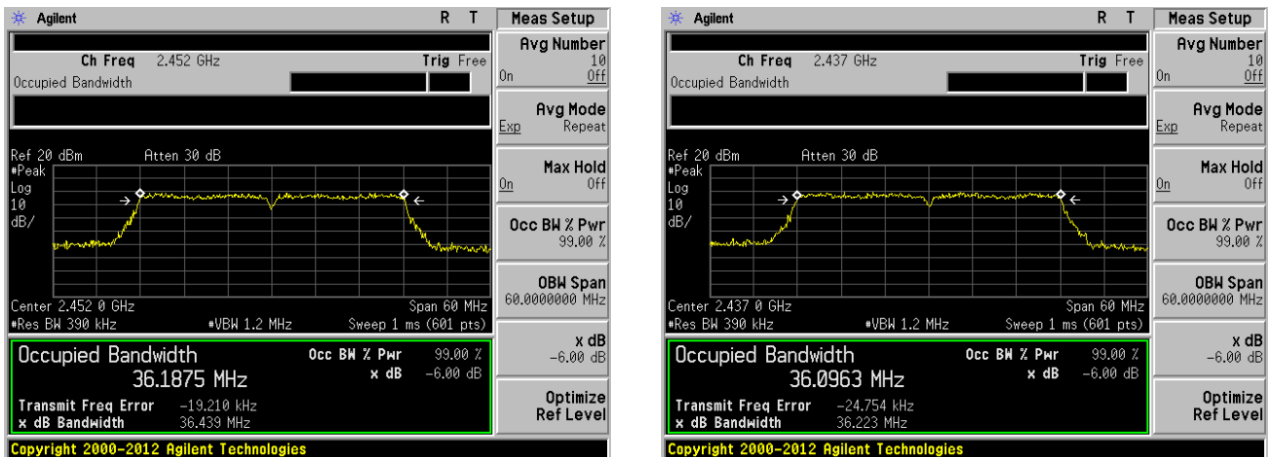 Agilent R T Meas Setup
Avg Number
10
On Off
Ch Freq 2.452 GHz Trig Free
Occupied Bandwidth
Avg Mode
Exp Repeat
Ref 20 dBm Atten 30 dB
*Peak
Log
10
dB/
Max Hold
On Off
Occ BW % Pwr
99.00 %
OBW Span
60.0000000 MHz
Center 2.452 0 GHz Span 60 MHz
*Res BW 390 kHz *VBW 1.2 MHz Sweep 1 ms (601 pts)
x dB
-6.00 dB
Occupied Bandwidth Occ BW % Pwr 99.00 %
36.1875 MHz x dB -6.00 dB
Optimize
Ref Level
Transmit Freq Error -19.210 kHz
x dB Bandwidth 36.439 MHz
Copyright 2000-2012 Agilent Technologies
Agilent R T Meas Setup
Avg Number
10
On Off
Ch Freq 2.437 GHz Trig Free
Occupied Bandwidth
Avg Mode
Exp Repeat
Ref 20 dBm Atten 30 dB
*Peak
Log
10
dB/
Max Hold
On Off
Occ BW % Pwr
99.00 %
OBW Span
60.0000000 MHz
Center 2.437 0 GHz Span 60 MHz
*Res BW 390 kHz *VBW 1.2 MHz Sweep 1 ms (601 pts)
x dB
-6.00 dB
Occupied Bandwidth Occ BW % Pwr 99.00 %
36.0963 MHz x dB -6.00 dB
Optimize
Ref Level
Transmit Freq Error -24.754 kHz
x dB Bandwidth 36.223 MHz
Copyright 2000-2012 Agilent Technologies